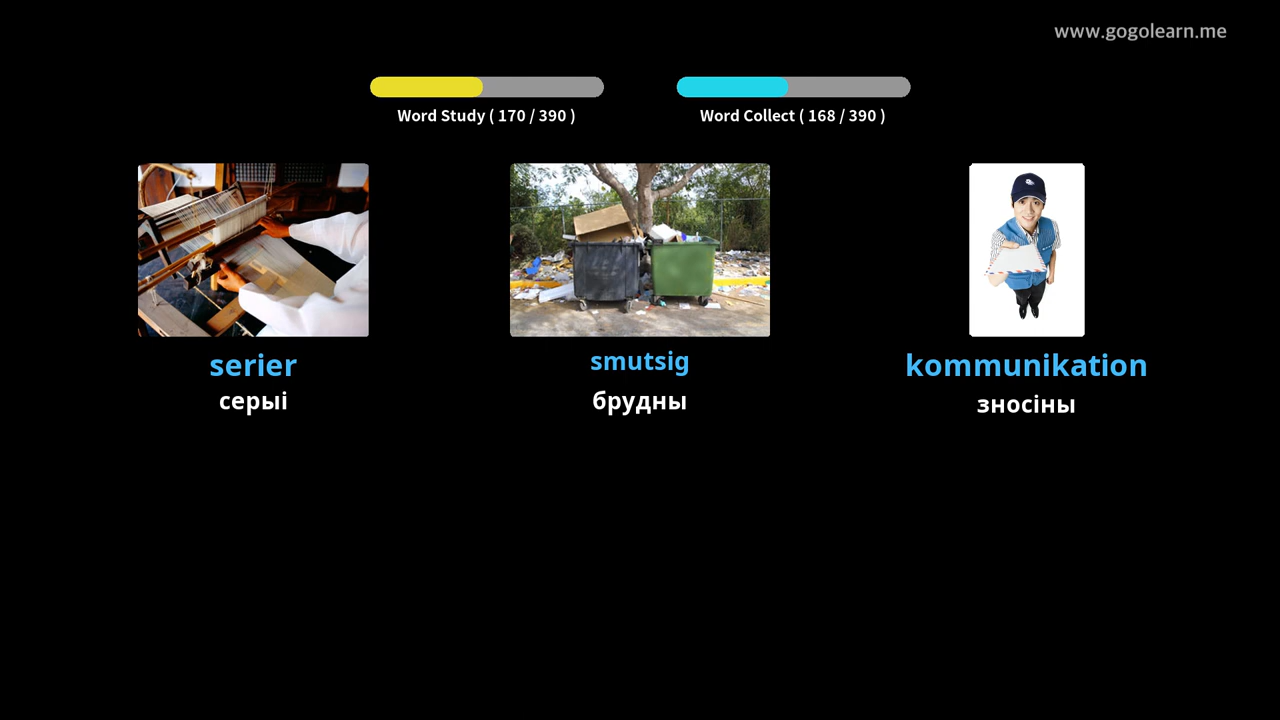 www.gogolearn.me
Word Study ( 170 / 390 )
Word Collect ( 168 / 390 )
serier
серыі
smutsig
брудны
kommunikation
зносіны